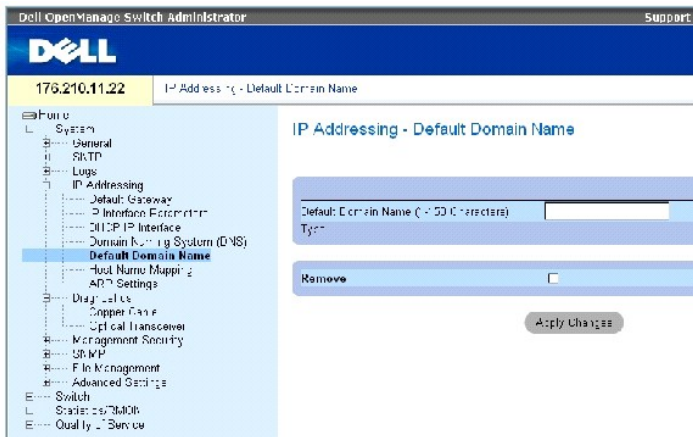 Dell OpenManage Switch Administrator
Support
DELL
176.210.11.22
IP Addressing - Default Domain Name
Home
System
General
SNTP
Logs
IP Addressing
Default Gateway
IP Interface Parameters
DHCP IP Interface
Domain Naming System (DNS)
Default Domain Name
Host Name Mapping
ARP Settings
Diagnostics
Copper Cable
Optical Transceiver
Management Security
SNMP
File Management
Advanced Settings
Switch
Statistics/RMON
Quality of Service
IP Addressing - Default Domain Name
Default Domain Name (1-158 Characters)
Type
Remove
Apply Changes